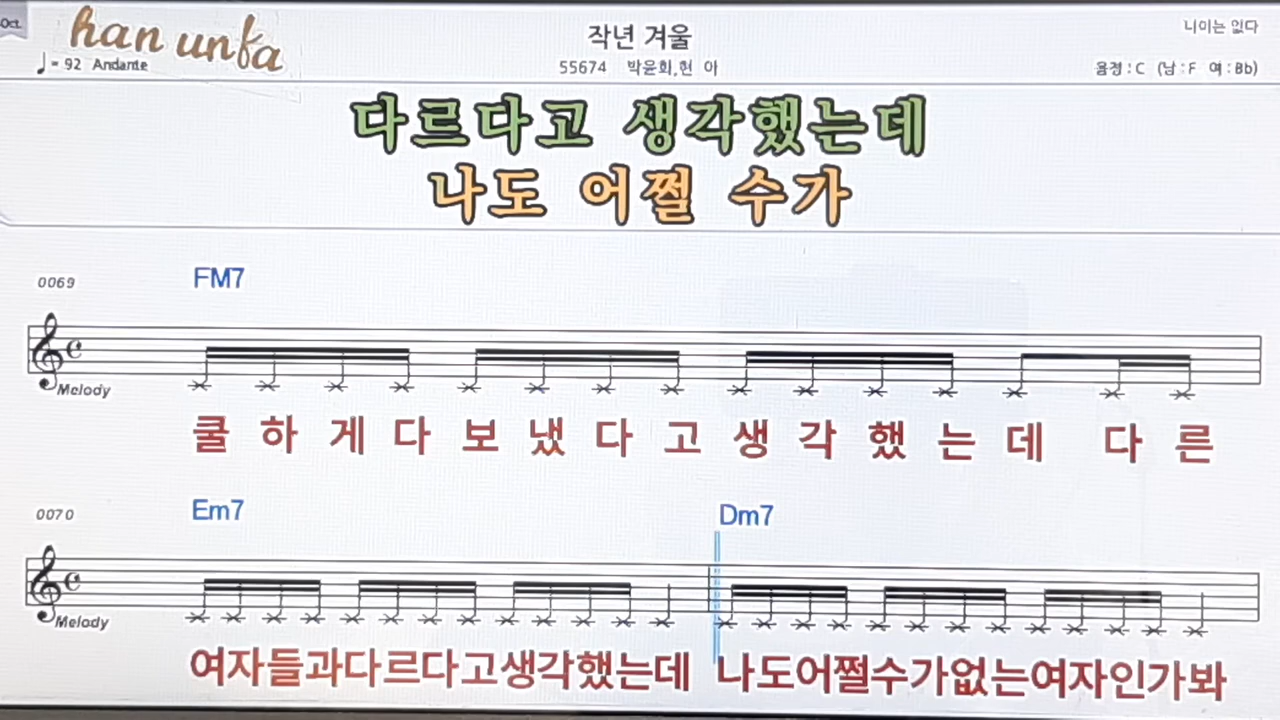 Oct.
han unfa
♩= 92 Andante
작년 겨울
55674 박윤회,현 아
니이는 있다
음정 : C (남 : F 여 : Bb)
다르다고 생각했는데
나도 어쩔 수가
0069
FM7
Melody
쿨 하 게 다 보 냈 다 고 생 각 했 는 데 다 른
0070
Em7
Dm7
Melody
여자들과다르다고생각했는데 나도어쩔수가없는여자인가봐